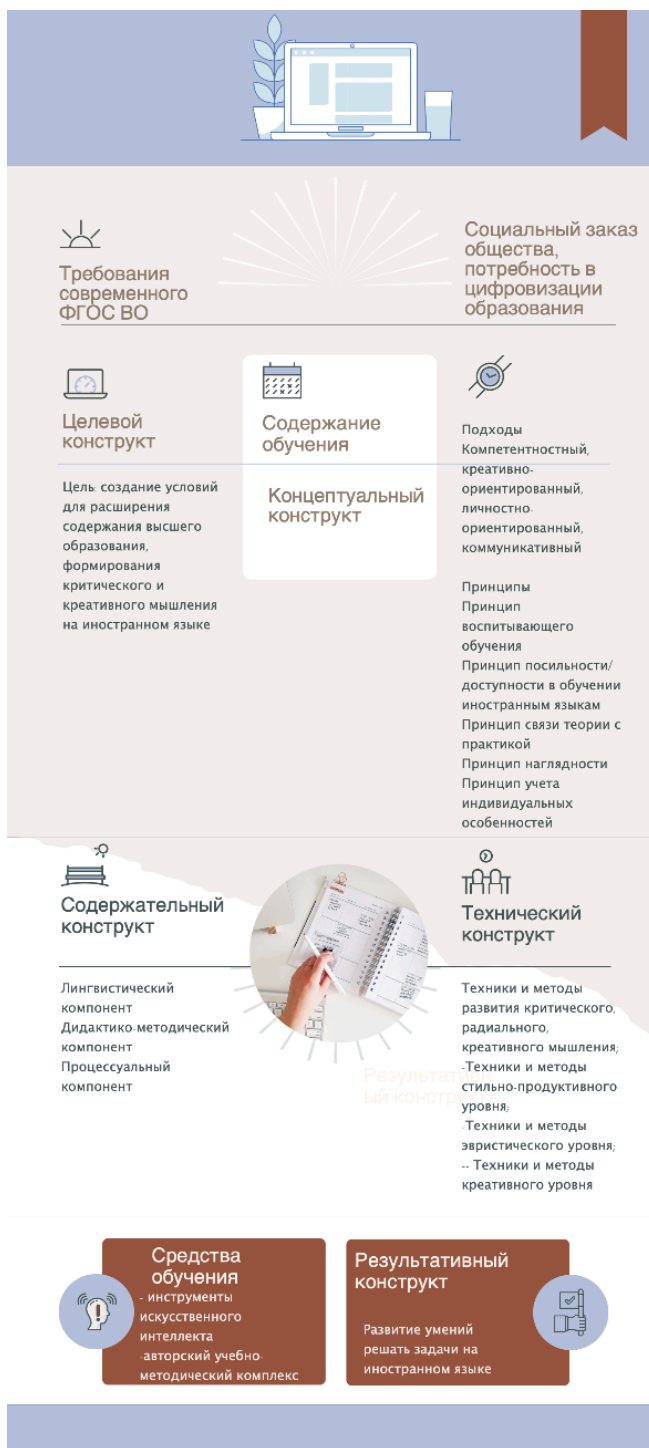 Требования
современного
ФГОС ВО
Социальный заказ
общества,
потребность в
цифровизации
образования
Целевой
конструкт
Цель: создание условий
для расширения
содержания высшего
образования,
формирования
критического и
креативного мышления
на иностранном языке
Содержание
обучения
Концептуальный
конструкт
Подходы
Компетентностный,
креативно-
ориентированный,
личностно-
ориентированный,
коммуникативный
Принципы
Принцип
воспитывающего
обучения
Принцип посильности/
доступности в обучении
иностранным языкам
Принцип связи теории с
практикой
Принцип наглядности
Принцип учета
индивидуальных
особенностей
Содержательный
конструкт
Лингвистический
компонент
Дидактико-методический
компонент
Процессуальный
компонент
Технический
конструкт
Техники и методы
развития критического,
радиального,
креативного мышления;
-Техники и методы
стильно-продуктивного
уровня;
-Техники и методы
эвристического уровня;
-- Техники и методы
креативного уровня
Результативн
ый конструкт
Средства
обучения
- инструменты
искусственного
интеллекта
-авторский учебно-
методический комплекс
Результативный
конструкт
Развитие умений
решать задачи на
иностранном языке